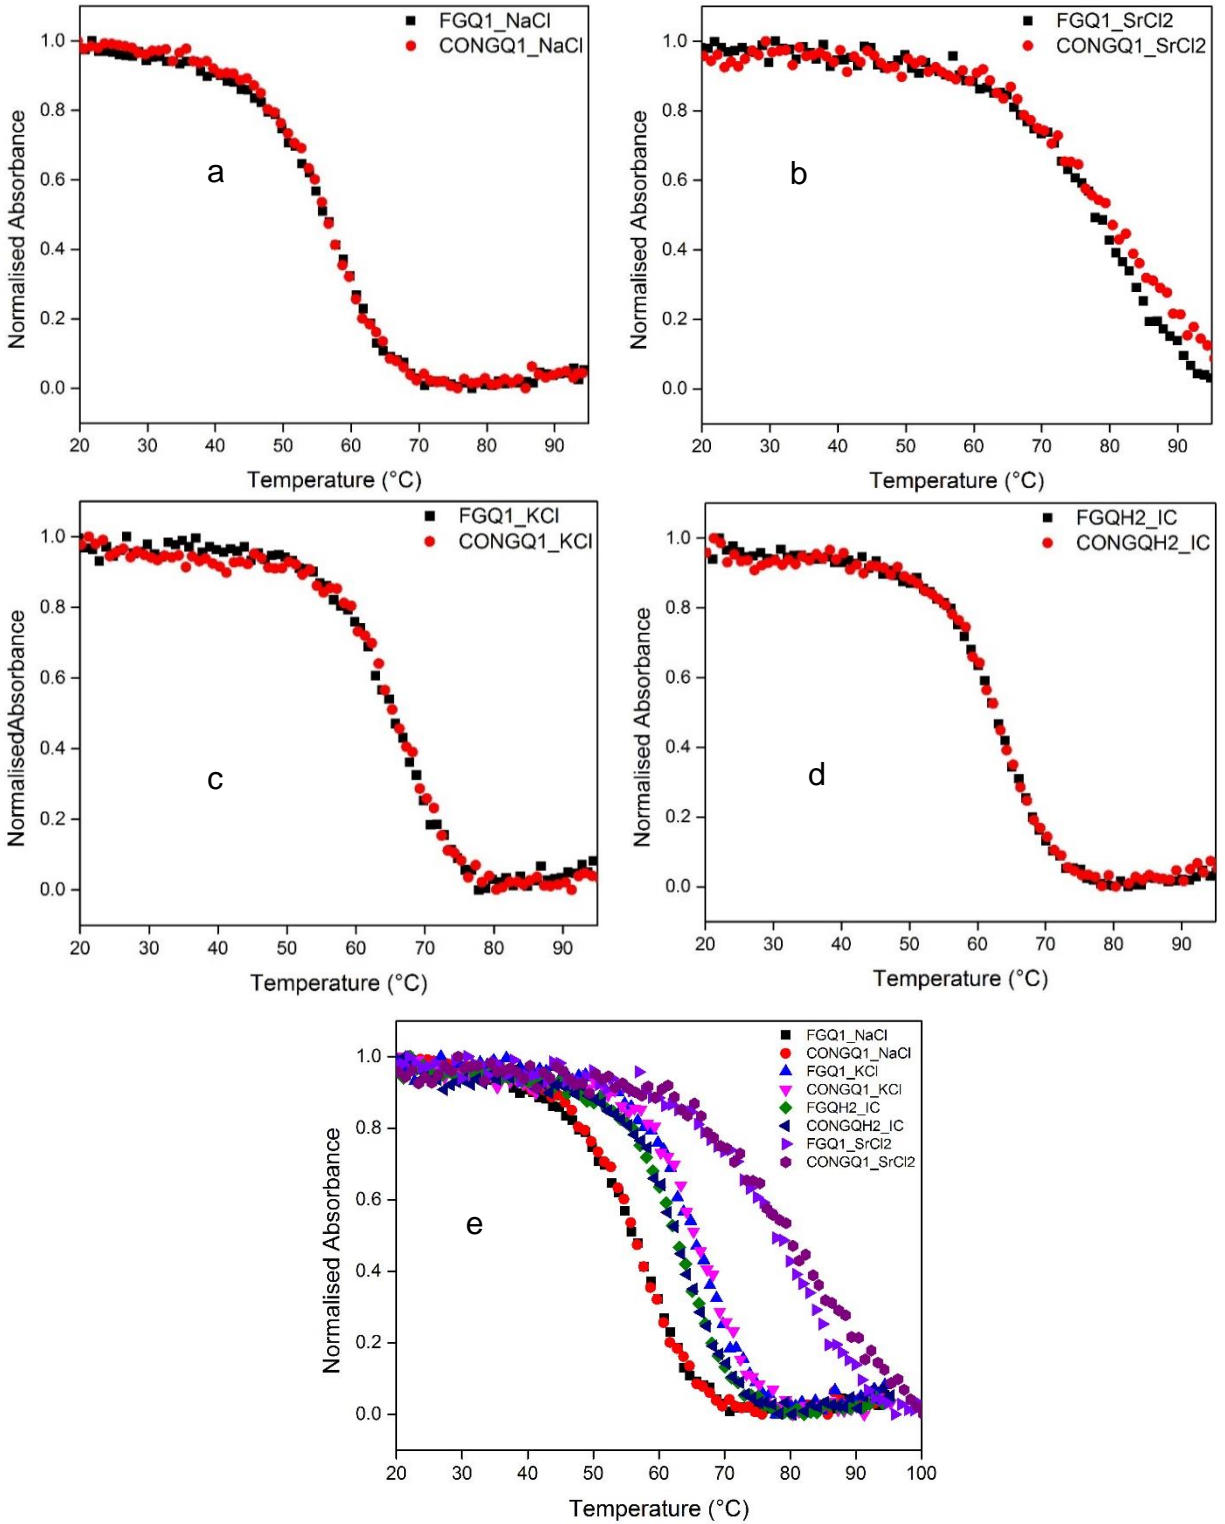 FGQ1_NaCl
CONGQ1_NaCl
a
Normalised Absorbance
1.0
0.8
0.6
0.4
0.2
0.0
20 30 40 50 60 70 80 90
Temperature (°C)
FGQ1_SrCl2
CONGQ1_SrCl2
b
Normalised Absorbance
1.0
0.8
0.6
0.4
0.2
0.0
20 30 40 50 60 70 80 90
Temperature (°C)
FGQ1_KCl
CONGQ1_KCl
c
NormalisedAbsorbance
1.0
0.8
0.6
0.4
0.2
0.0
20 30 40 50 60 70 80 90
Temperature (°C)
FGQH2_IC
CONGQH2_IC
d
Normalised Absorbance
1.0
0.8
0.6
0.4
0.2
0.0
20 30 40 50 60 70 80 90
Temperature (°C)
FGQ1_NaCl
CONGQ1_NaCl
FGQ1_KCl
CONGQ1_KCl
FGQH2_IC
CONGQH2_IC
FGQ1_SrCl2
CONGQ1_SrCl2
e
Normalised Absorbance
1.0
0.8
0.6
0.4
0.2
0.0
20 30 40 50 60 70 80 90 100
Temperature (°C)